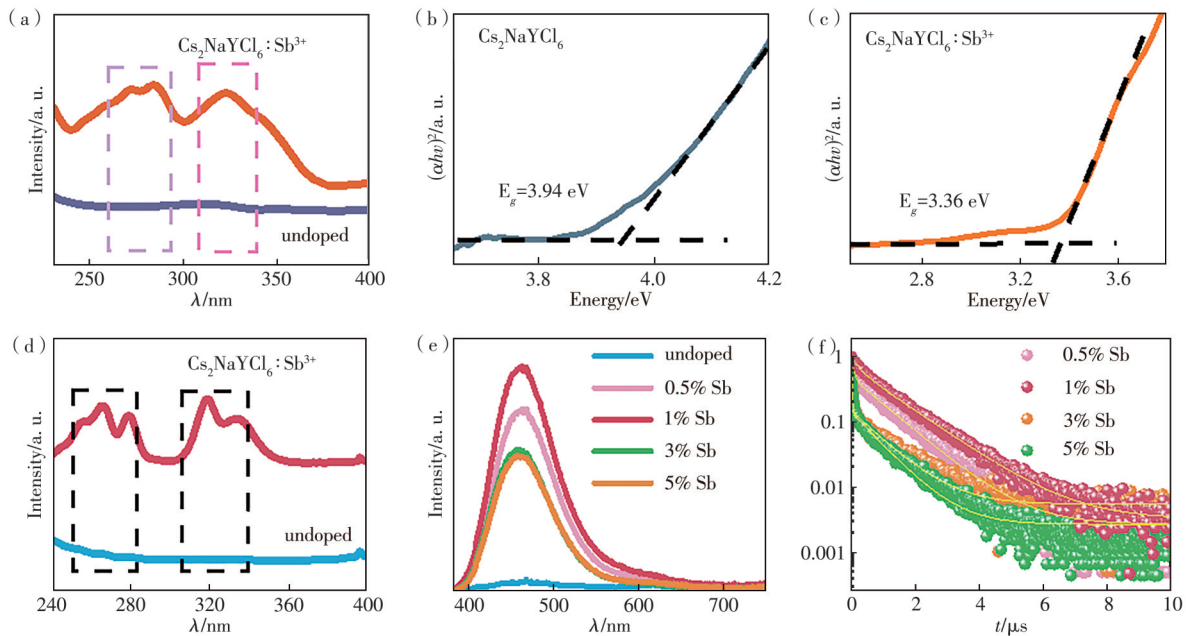 (a)
Cs₂NaYCl₆:Sb³⁺
undoped
Intensity/a. u.
250 300 350 400
λ/nm
(b)
Cs₂NaYCl₆
E_g=3.94 eV
(αhν)²/a. u.
3.8 4.0 4.2
Energy/eV
(c)
Cs₂NaYCl₆:Sb³⁺
E_g=3.36 eV
(αhν)²/a. u.
2.8 3.2 3.6
Energy/eV
(d)
Cs₂NaYCl₆:Sb³⁺
undoped
Intensity/a. u.
240 280 320 360 400
λ/nm
(e)
undoped
0.5% Sb
1% Sb
3% Sb
5% Sb
Intensity/a. u.
400 500 600 700
λ/nm
(f)
0.5% Sb
1% Sb
3% Sb
5% Sb
1
0.1
0.01
0.001
0 2 4 6 8 10
t/μs